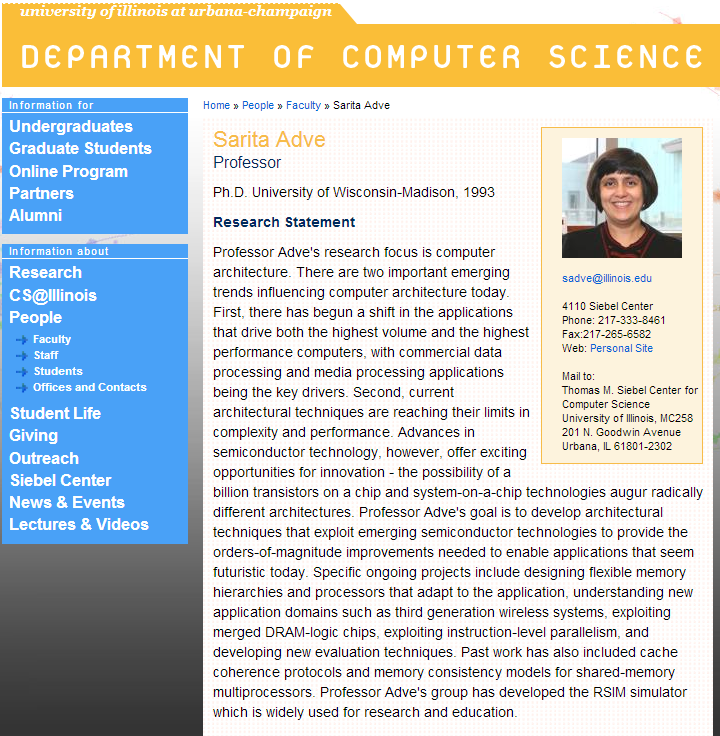 university of illinois at urbana-champaign
DEPARTMENT OF COMPUTER SCIENCE
Information for
Undergraduates
Graduate Students
Online Program
Partners
Alumni
Information about
Research
CS@Illinois
People
Faculty
Staff
Students
Offices and Contacts
Student Life
Giving
Outreach
Siebel Center
News & Events
Lectures & Videos
Home » People » Faculty » Sarita Adve
Sarita Adve
Professor
Ph.D. University of Wisconsin-Madison, 1993
Research Statement
Professor Adve's research focus is computer
architecture. There are two important emerging
trends influencing computer architecture today.
First, there has begun a shift in the applications
that drive both the highest volume and the highest
performance computers, with commercial data
processing and media processing applications
being the key drivers. Second, current
architectural techniques are reaching their limits in
complexity and performance. Advances in
semiconductor technology, however, offer exciting
opportunities for innovation - the possibility of a
billion transistors on a chip and system-on-a-chip technologies augur radically
different architectures. Professor Adve's goal is to develop architectural
techniques that exploit emerging semiconductor technologies to provide the
orders-of-magnitude improvements needed to enable applications that seem
futuristic today. Specific ongoing projects include designing flexible memory
hierarchies and processors that adapt to the application, understanding new
application domains such as third generation wireless systems, exploiting
merged DRAM-logic chips, exploiting instruction-level parallelism, and
developing new evaluation techniques. Past work has also included cache
coherence protocols and memory consistency models for shared-memory
multiprocessors. Professor Adve's group has developed the RSIM simulator
which is widely used for research and education.
sadve@illinois.edu
4110 Siebel Center
Phone: 217-333-8461
Fax:217-265-6582
Web: Personal Site
Mail to:
Thomas M. Siebel Center for
Computer Science
University of Illinois, MC258
201 N. Goodwin Avenue
Urbana, IL 61801-2302